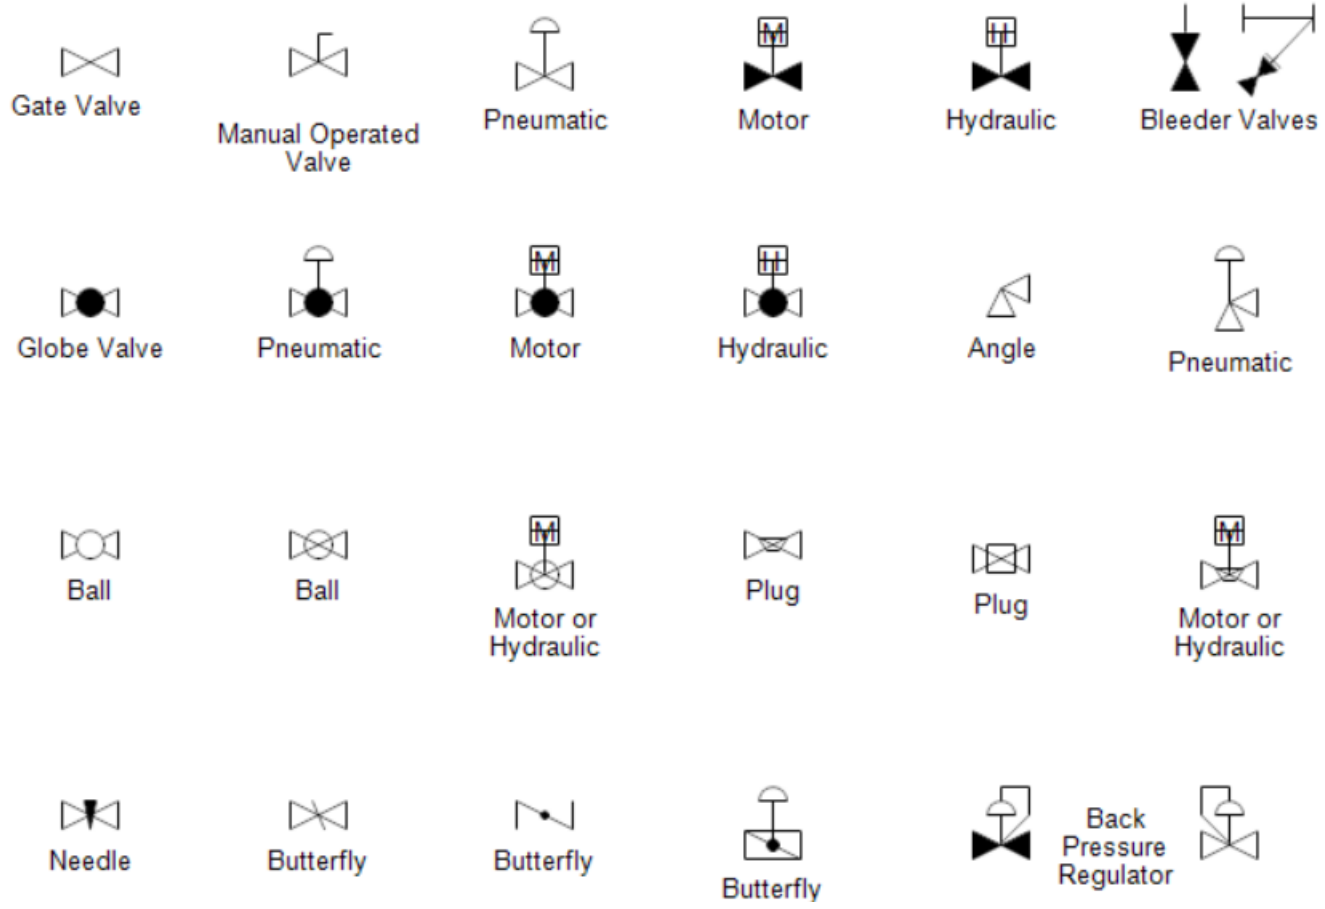 M
H
Gate Valve
Manual Operated
Valve
Pneumatic
Motor
Hydraulic
Bleeder Valves
M
H
Globe Valve
Pneumatic
Motor
Hydraulic
Angle
Pneumatic
M
M
Ball
Ball
Motor or
Hydraulic
Plug
Plug
Motor or
Hydraulic
Needle
Butterfly
Butterfly
Butterfly
Back
Pressure
Regulator